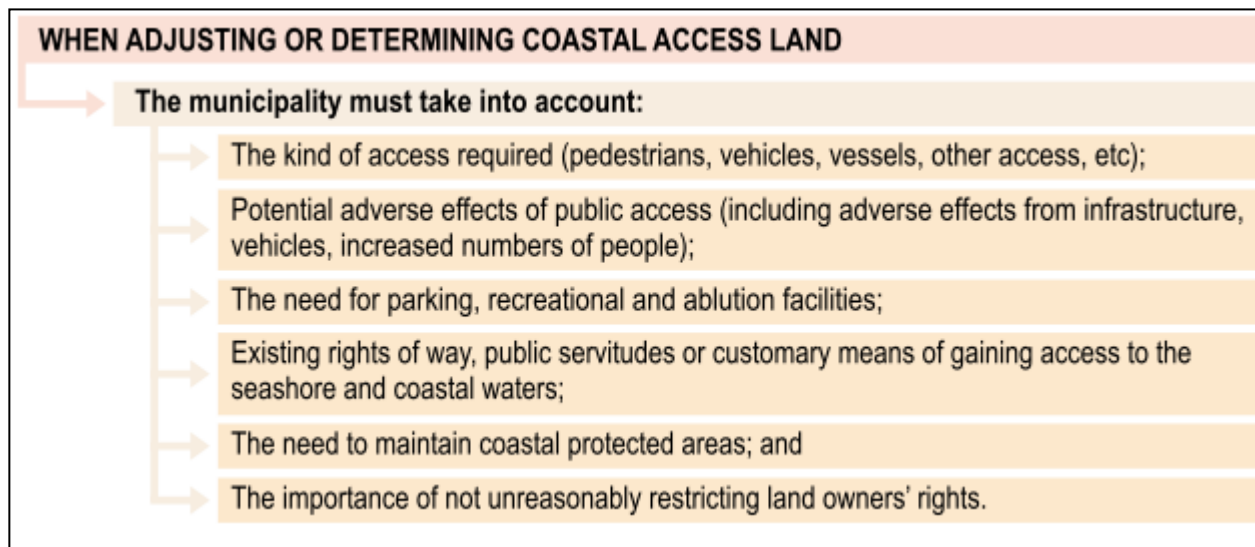 WHEN ADJUSTING OR DETERMINING COASTAL ACCESS LAND
The municipality must take into account:
The kind of access required (pedestrians, vehicles, vessels, other access, etc);
Potential adverse effects of public access (including adverse effects from infrastructure,
vehicles, increased numbers of people);
The need for parking, recreational and ablution facilities;
Existing rights of way, public servitudes or customary means of gaining access to the
seashore and coastal waters;
The need to maintain coastal protected areas; and
The importance of not unreasonably restricting land owners’ rights.